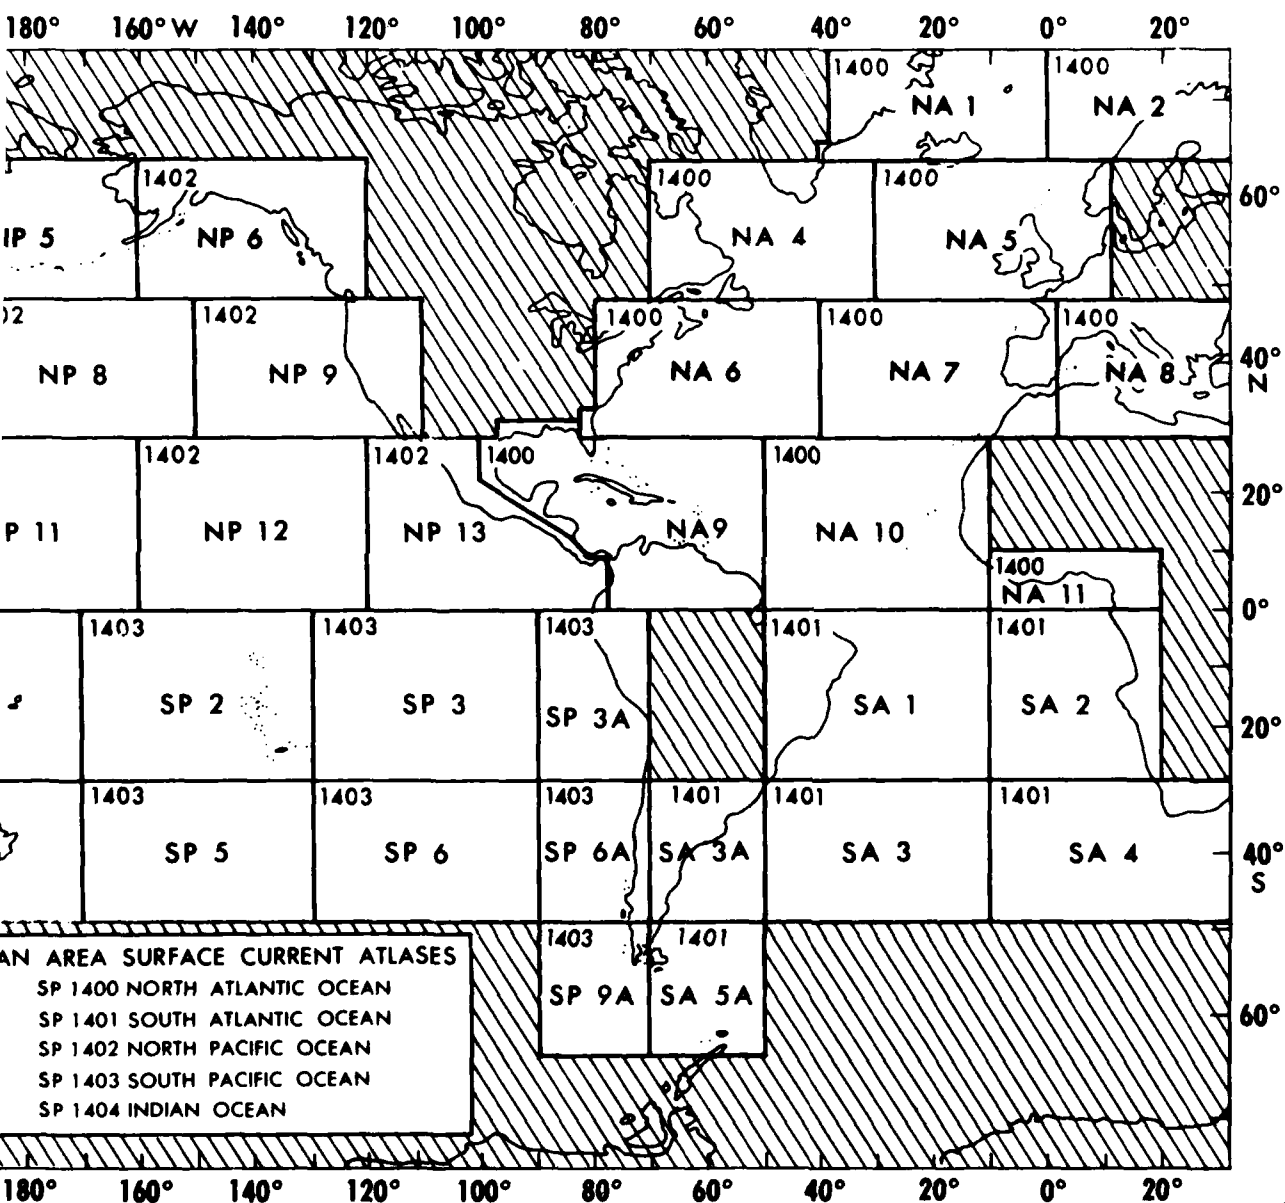 180° 160° W 140° 120° 100° 80° 60° 40° 20° 0° 20°
1400 1400
NA 1 NA 2
1402 1400 1400
60°
P 5 NP 6 NA 4 NA 5
02 1402 1400 1400 1400
40°
N
NP 8 NP 9 NA 6 NA 7 NA 8
1402 1402 1400 1400
20°
P 11 NP 12 NP 13 NA9 NA 10
1400
NA 11
0°
1403 1403 1403 1401 1401
SP 2 SP 3 SP 3A SA 1 SA 2
20°
1403 1403 1403 1401 1401 1401
SP 5 SP 6 SP 6A SA 3A SA 3 SA 4
40°
S
1403 1401
AN AREA SURFACE CURRENT ATLASES
SP 1400 NORTH ATLANTIC OCEAN
SP 9A SA 5A
SP 1401 SOUTH ATLANTIC OCEAN
60°
SP 1402 NORTH PACIFIC OCEAN
SP 1403 SOUTH PACIFIC OCEAN
SP 1404 INDIAN OCEAN
180° 160° 140° 120° 100° 80° 60° 40° 20° 0° 20°